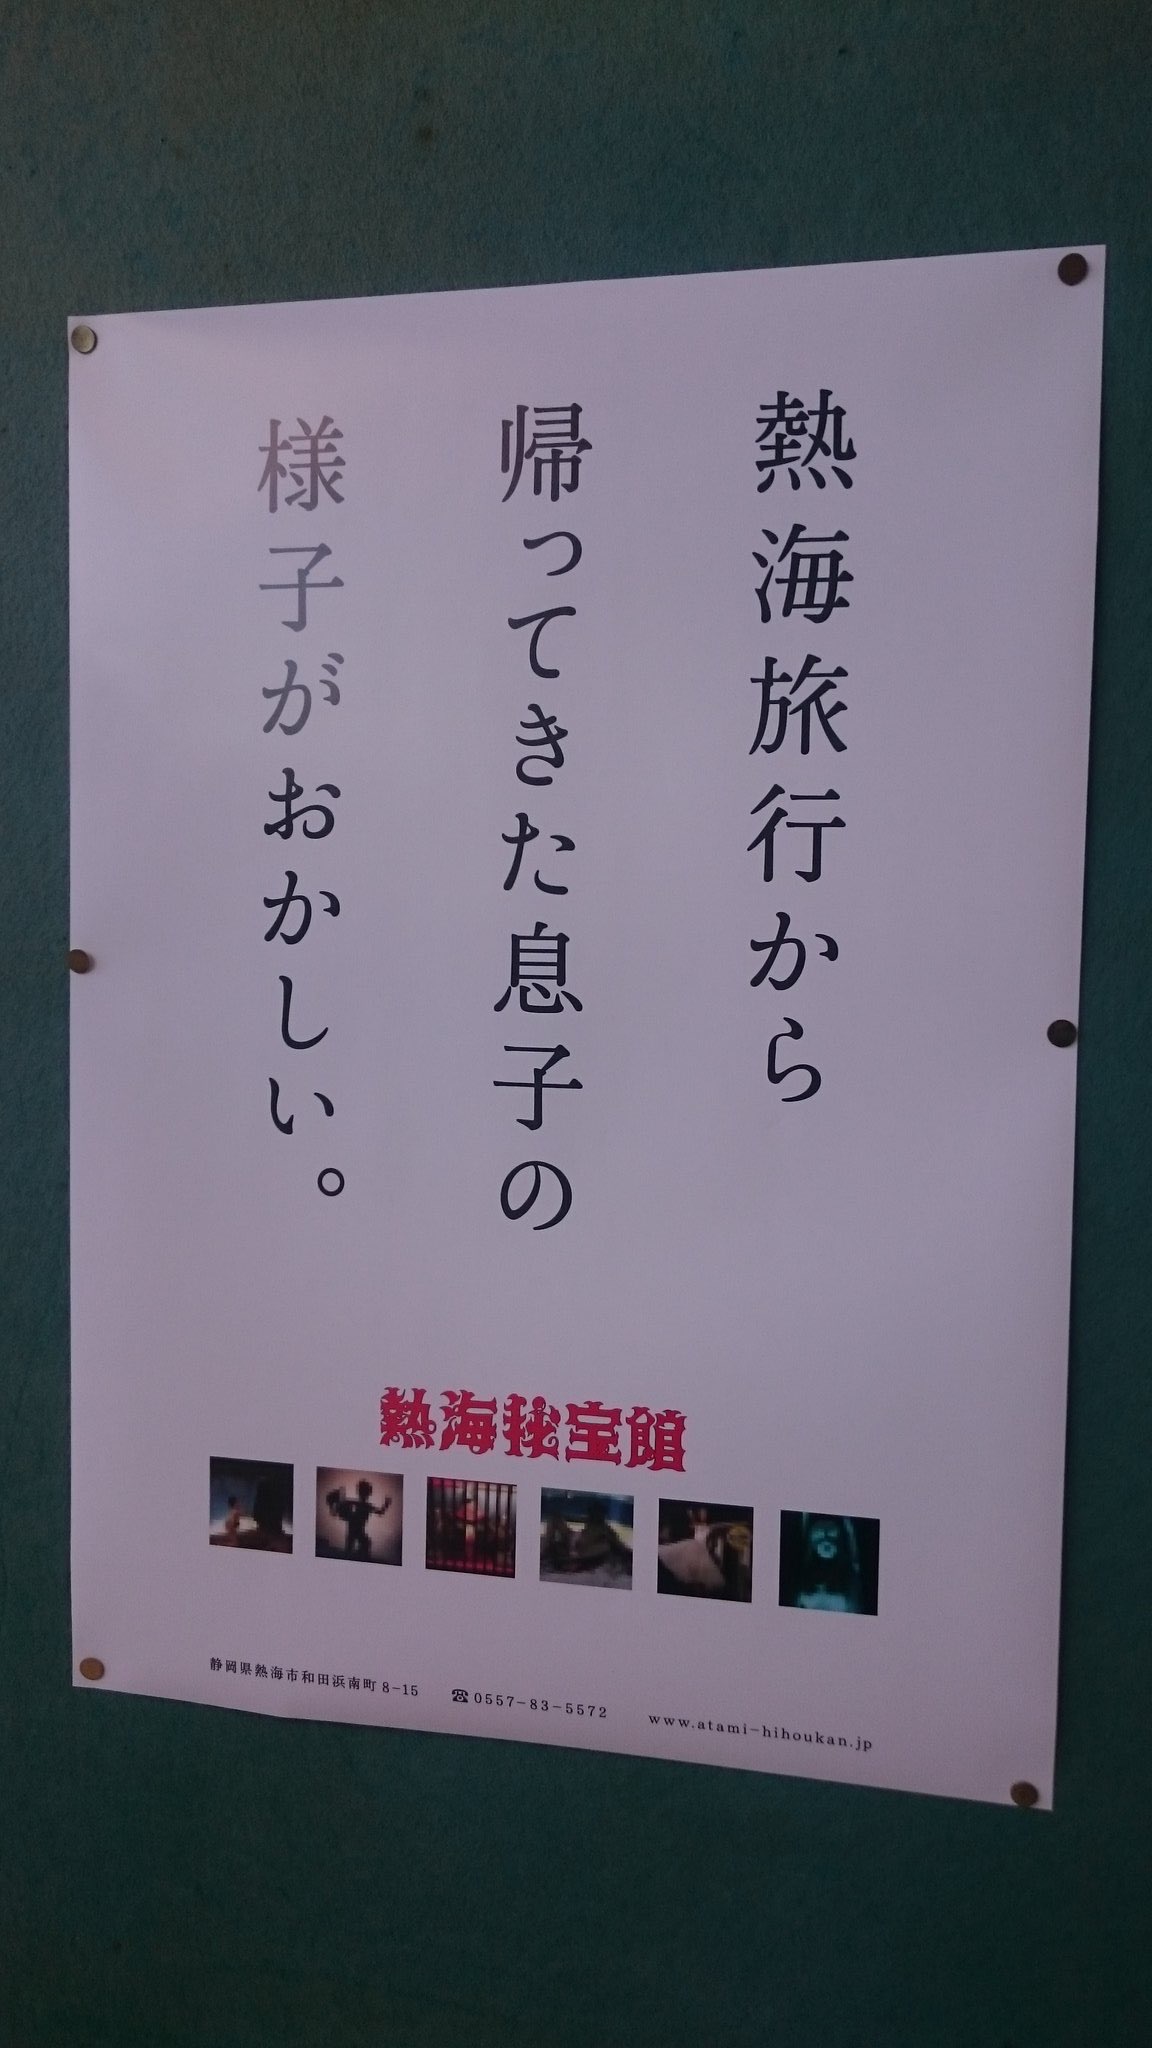 熱海旅行から
帰ってきた息子の
様子がおかしい。
熱海秘宝館
静岡県熱海市和田浜南町8-15
☎0557-83-5572
www.atami-hihoukan.jp